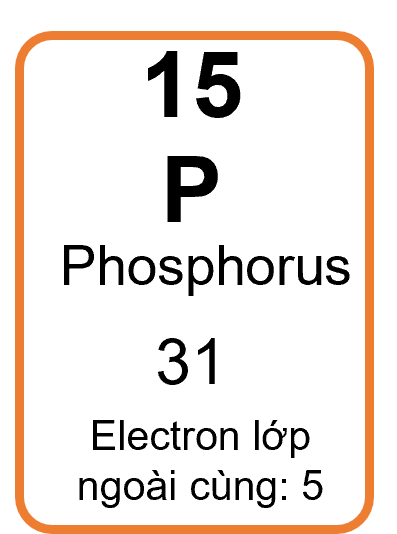 15
P
Phosphorus
31
Electron lớp
ngoài cùng: 5